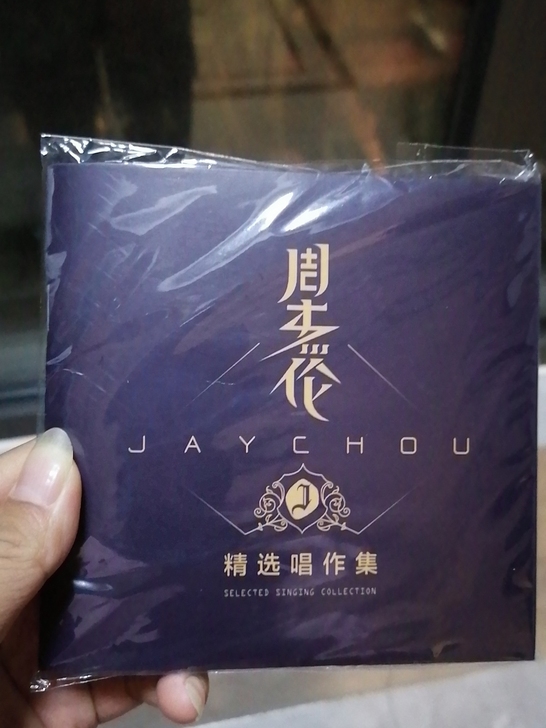 周杰伦
JAYCHOU
J
精选唱作集
SELECTED SINGING COLLECTION